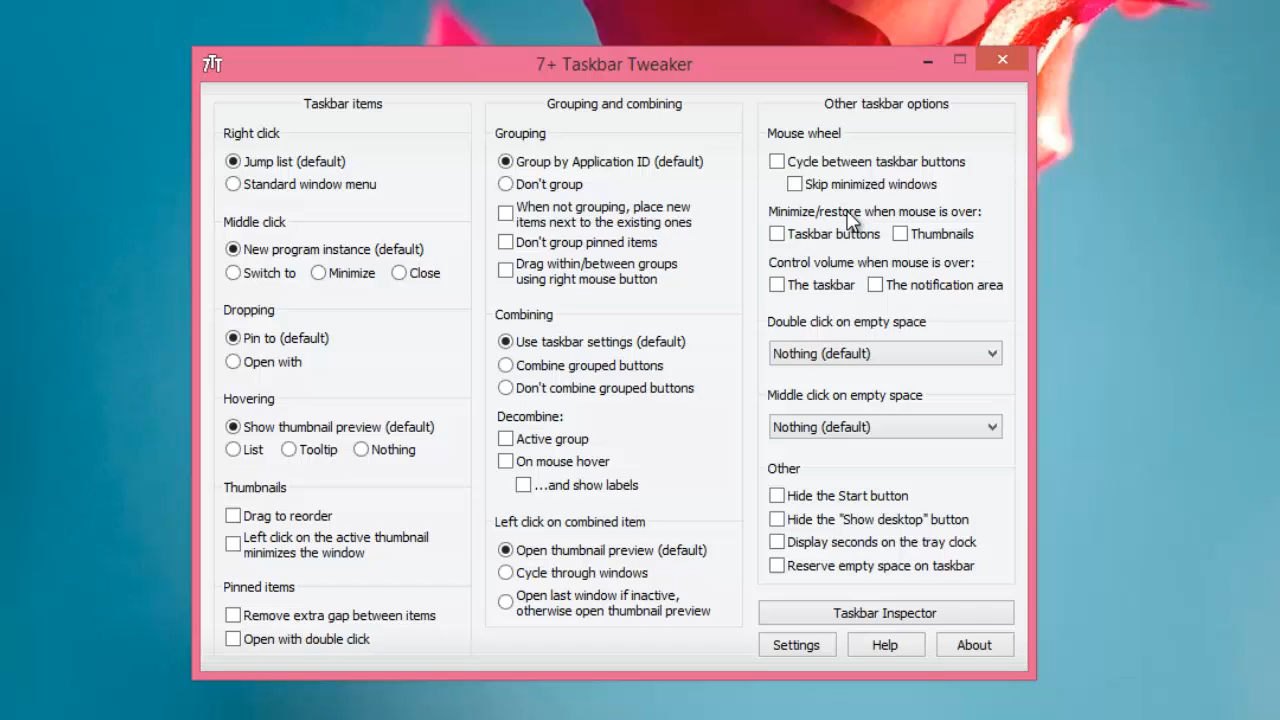 7+ Taskbar Tweaker
Taskbar items
Right click
Jump list (default)
Standard window menu
Middle click
New program instance (default)
Switch to Minimize Close
Dropping
Pin to (default)
Open with
Hovering
Show thumbnail preview (default)
List Tooltip Nothing
Thumbnails
Drag to reorder
Left click on the active thumbnail
minimizes the window
Pinned items
Remove extra gap between items
Open with double click
Grouping and combining
Grouping
Group by Application ID (default)
Don't group
When not grouping, place new
items next to the existing ones
Don't group pinned items
Drag within/between groups
using right mouse button
Combining
Use taskbar settings (default)
Combine grouped buttons
Don't combine grouped buttons
Decombine:
Active group
On mouse hover
...and show labels
Left click on combined item
Open thumbnail preview (default)
Cycle through windows
Open last window if inactive,
otherwise open thumbnail preview
Other taskbar options
Mouse wheel
Cycle between taskbar buttons
Skip minimized windows
Minimize/restore when mouse is over:
Taskbar buttons Thumbnails
Control volume when mouse is over:
The taskbar The notification area
Double click on empty space
Nothing (default)
Middle click on empty space
Nothing (default)
Other
Hide the Start button
Hide the "Show desktop" button
Display seconds on the tray clock
Reserve empty space on taskbar
Taskbar Inspector
Settings Help About